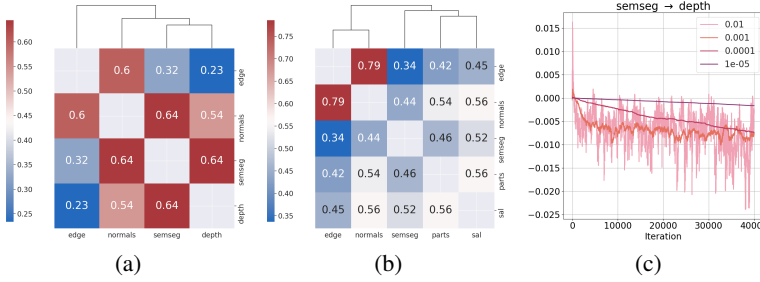 0.60
0.55
0.50
0.45
0.40
0.35
0.30
0.25
0.6 0.32 0.23
0.6 0.64 0.54
0.32 0.64 0.64
0.23 0.54 0.64
edge
normals
semseg
depth
edge normals semseg depth
(a)
0.75
0.70
0.65
0.60
0.55
0.50
0.45
0.40
0.35
0.79 0.34 0.42 0.45
0.79 0.44 0.54 0.56
0.34 0.44 0.46 0.52
0.42 0.54 0.46 0.56
0.45 0.56 0.52 0.56
edge
normals
semseg
parts
sal
edge normals semseg parts sal
(b)
semseg → depth
0.015
0.010
0.005
0.000
−0.005
−0.010
−0.015
−0.020
−0.025
0.01
0.001
0.0001
1e-05
0 10000 20000 30000 40000
Iteration
(c)